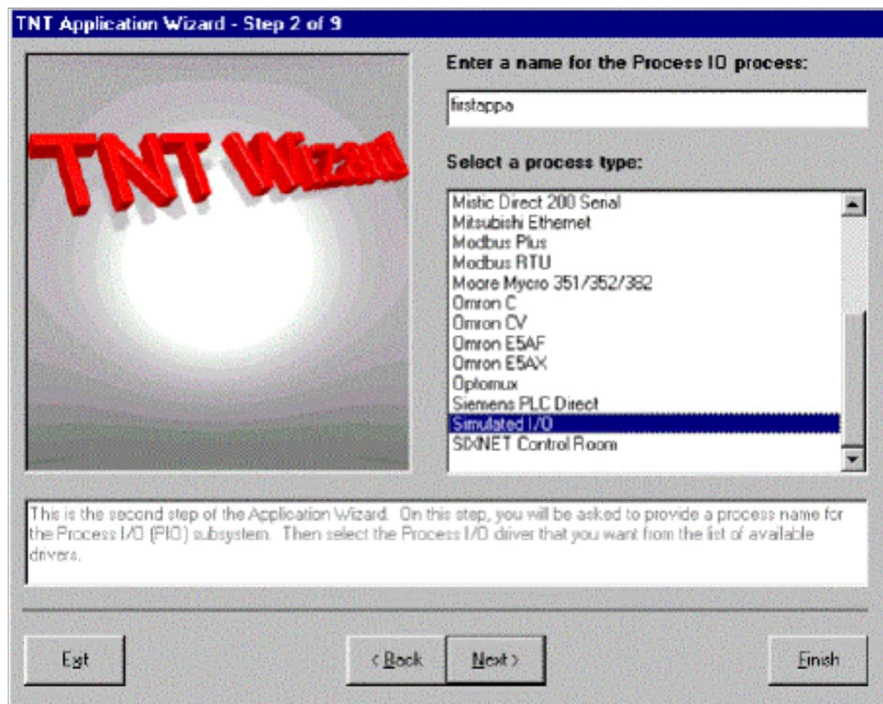 TNT Application Wizard - Step 2 of 9
TNT Wizard
Enter a name for the Process IO process:
firstappa
Select a process type:
Mistic Direct 200 Serial
Mitsubishi Ethernet
Modbus Plus
Modbus RTU
Moore Mycro 351/352/382
Omron C
Omron CV
Omron E5AF
Omron E5AX
Optomux
Siemens PLC Direct
Simulated I/O
SIXNET Control Room
This is the second step of the Application Wizard. On this step, you will be asked to provide a process name for
the Process I/O (PIO) subsystem. Then select the Process I/O driver that you want from the list of available
drivers.
Exit
< Back
Next >
Finish